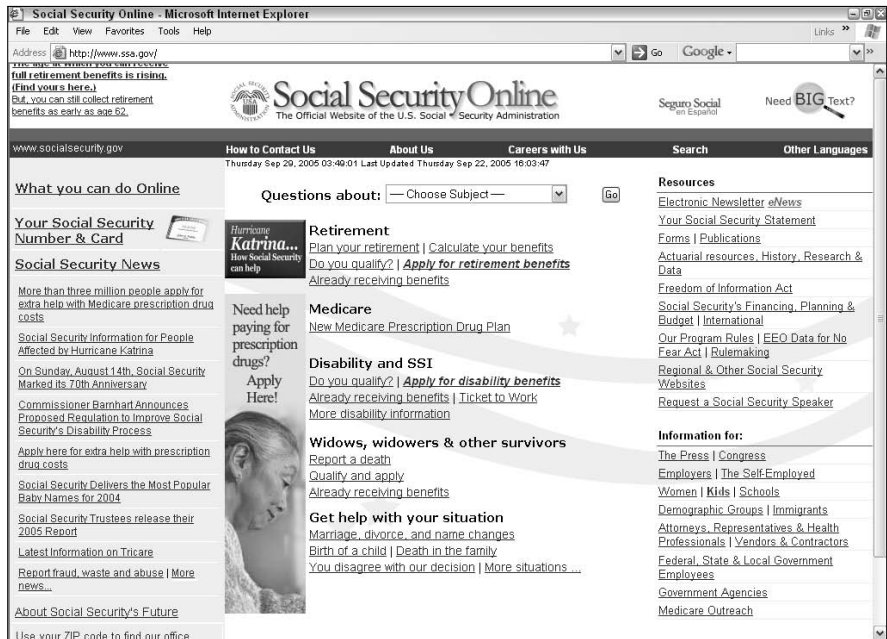 Social Security Online - Microsoft Internet Explorer
File Edit View Favorites Tools Help
Links »
Address http://www.ssa.gov/
Go
Google
»
The age at which you can receive
full retirement benefits is rising.
(Find yours here.)
But, you can still collect retirement
benefits as early as age 62.
SOCIAL SECURITY
USA
ADMINISTRATION
Social Security Online
The Official Website of the U.S. Social Security Administration
Seguro Social
en Español
Need BIG Text?
www.socialsecurity.gov
How to Contact Us
About Us
Careers with Us
Search
Other Languages
Thursday Sep 29, 2005 03:49:01 Last Updated Thursday Sep 22, 2005 16:03:47
What you can do Online
Your Social Security
Number & Card
Social Security News
More than three million people apply for
extra help with Medicare prescription drug
costs
Social Security Information for People
Affected by Hurricane Katrina
On Sunday, August 14th, Social Security
Marked its 70th Anniversary
Commissioner Barnhart Announces
Proposed Regulation to Improve Social
Security's Disability Process
Apply here for extra help with prescription
drug costs
Social Security Delivers the Most Popular
Baby Names for 2004
Social Security Trustees release their
2005 Report
Latest Information on Tricare
Report fraud, waste and abuse | More
news...
About Social Security's Future
Use your ZIP code to find our office
Questions about: — Choose Subject — Go
Hurricane
Katrina...
How Social Security
can help
Need help
paying for
prescription
drugs?
Apply
Here!
Retirement
Plan your retirement | Calculate your benefits
Do you qualify? | Apply for retirement benefits
Already receiving benefits
Medicare
New Medicare Prescription Drug Plan
Disability and SSI
Do you qualify? | Apply for disability benefits
Already receiving benefits | Ticket to Work
More disability information
Widows, widowers & other survivors
Report a death
Qualify and apply
Already receiving benefits
Get help with your situation
Marriage, divorce, and name changes
Birth of a child | Death in the family
You disagree with our decision | More situations ...
Resources
Electronic Newsletter eNews
Your Social Security Statement
Forms | Publications
Actuarial resources, History, Research &
Data
Freedom of Information Act
Social Security's Financing, Planning &
Budget | International
Our Program Rules | EEO Data for No
Fear Act | Rulemaking
Regional & Other Social Security
Websites
Request a Social Security Speaker
Information for:
The Press | Congress
Employers | The Self-Employed
Women | Kids | Schools
Demographic Groups | Immigrants
Attorneys, Representatives & Health
Professionals | Vendors & Contractors
Federal, State & Local Government
Employees
Government Agencies
Medicare Outreach